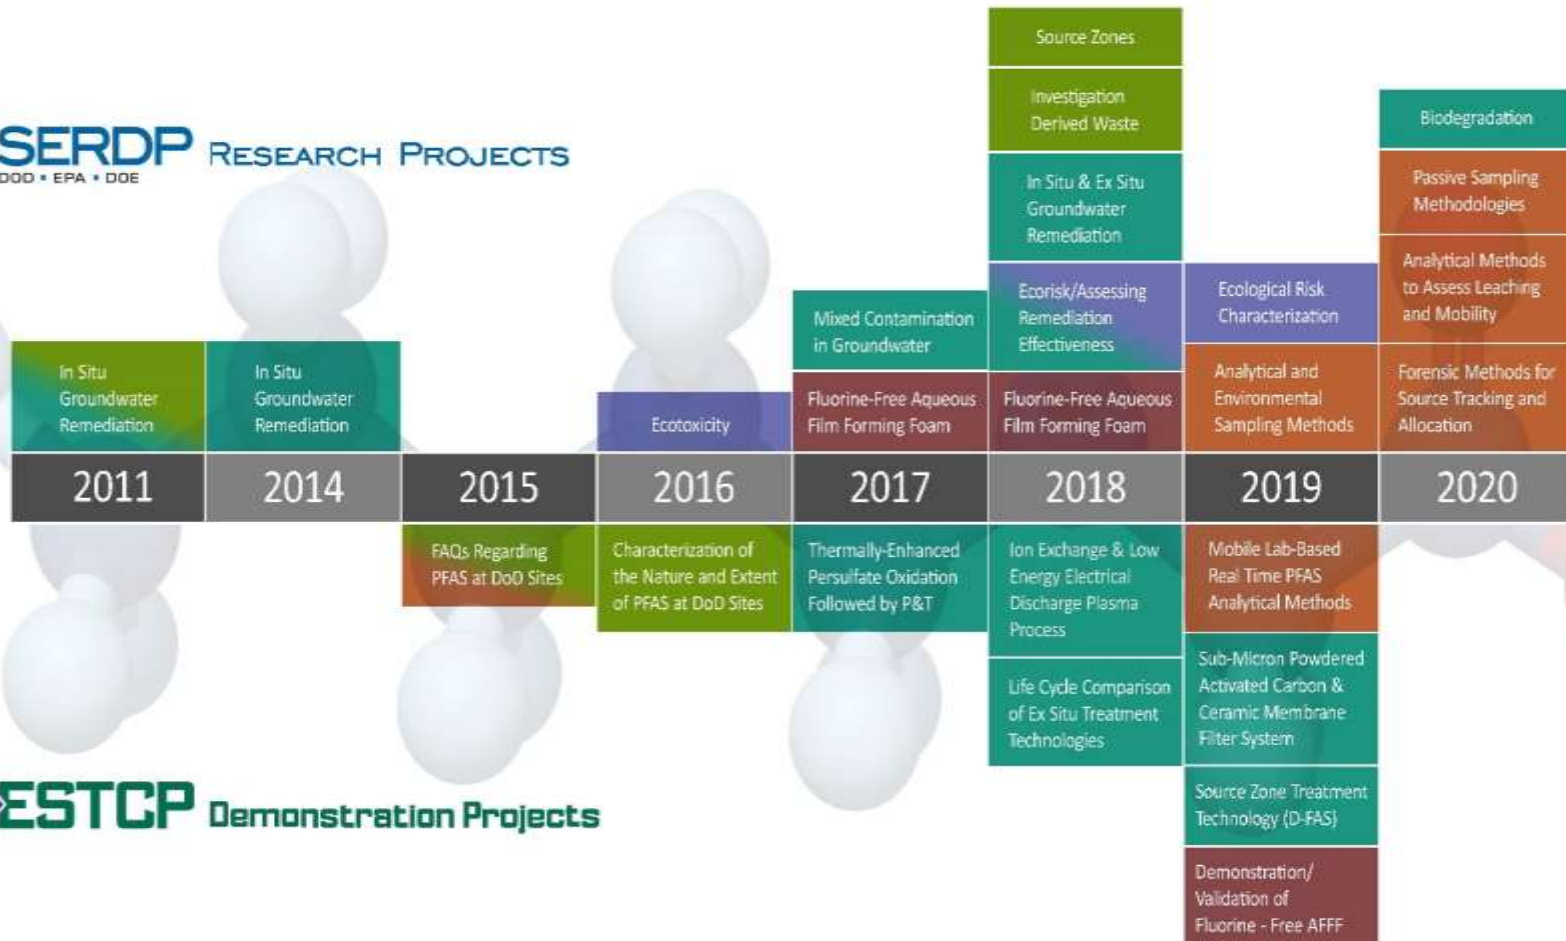 SERDP RESEARCH PROJECTS
DOD • EPA • DOE
Source Zones
Investigation
Derived Waste
In Situ & Ex Situ
Groundwater
Remediation
Ecorisk/Assessing
Remediation
Effectiveness
Fluorine-Free Aqueous
Film Forming Foam
Biodegradation
Passive Sampling
Methodologies
Analytical Methods
to Assess Leaching
and Mobility
Forensic Methods for
Source Tracking and
Allocation
Mixed Contamination
in Groundwater
Fluorine-Free Aqueous
Film Forming Foam
Ecological Risk
Characterization
Analytical and
Environmental
Sampling Methods
In Situ
Groundwater
Remediation
In Situ
Groundwater
Remediation
Ecotoxicity
2011
2014
2015
2016
2017
2018
2019
2020
FAQs Regarding
PFAS at DoD Sites
Characterization of
the Nature and Extent
of PFAS at DoD Sites
Thermally-Enhanced
Persulfate Oxidation
Followed by P&T
Ion Exchange & Low
Energy Electrical
Discharge Plasma
Process
Life Cycle Comparison
of Ex Situ Treatment
Technologies
Mobile Lab-Based
Real Time PFAS
Analytical Methods
Sub-Micron Powdered
Activated Carbon &
Ceramic Membrane
Filter System
Source Zone Treatment
Technology (D-FAS)
Demonstration/
Validation of
Fluorine - Free AFFF
ESTCP Demonstration Projects